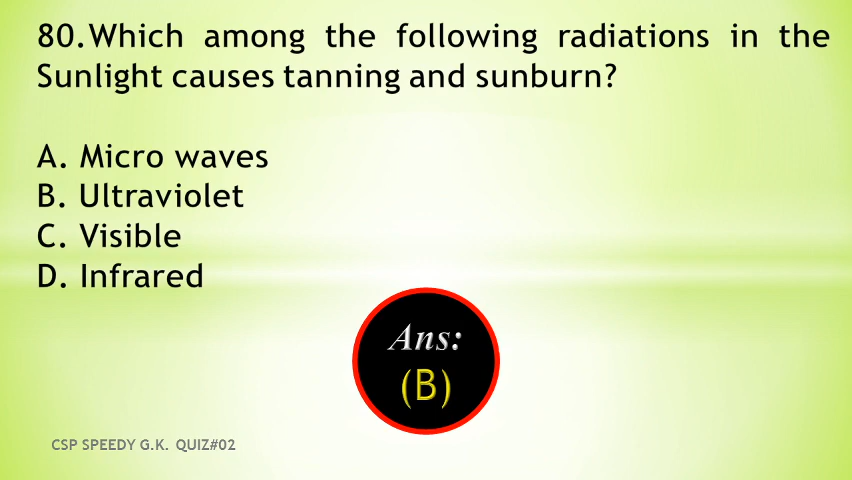 80.Which among the following radiations in the
Sunlight causes tanning and sunburn?
A. Micro waves
B. Ultraviolet
C. Visible
D. Infrared
Ans:
(B)
CSP SPEEDY G.K. QUIZ#02